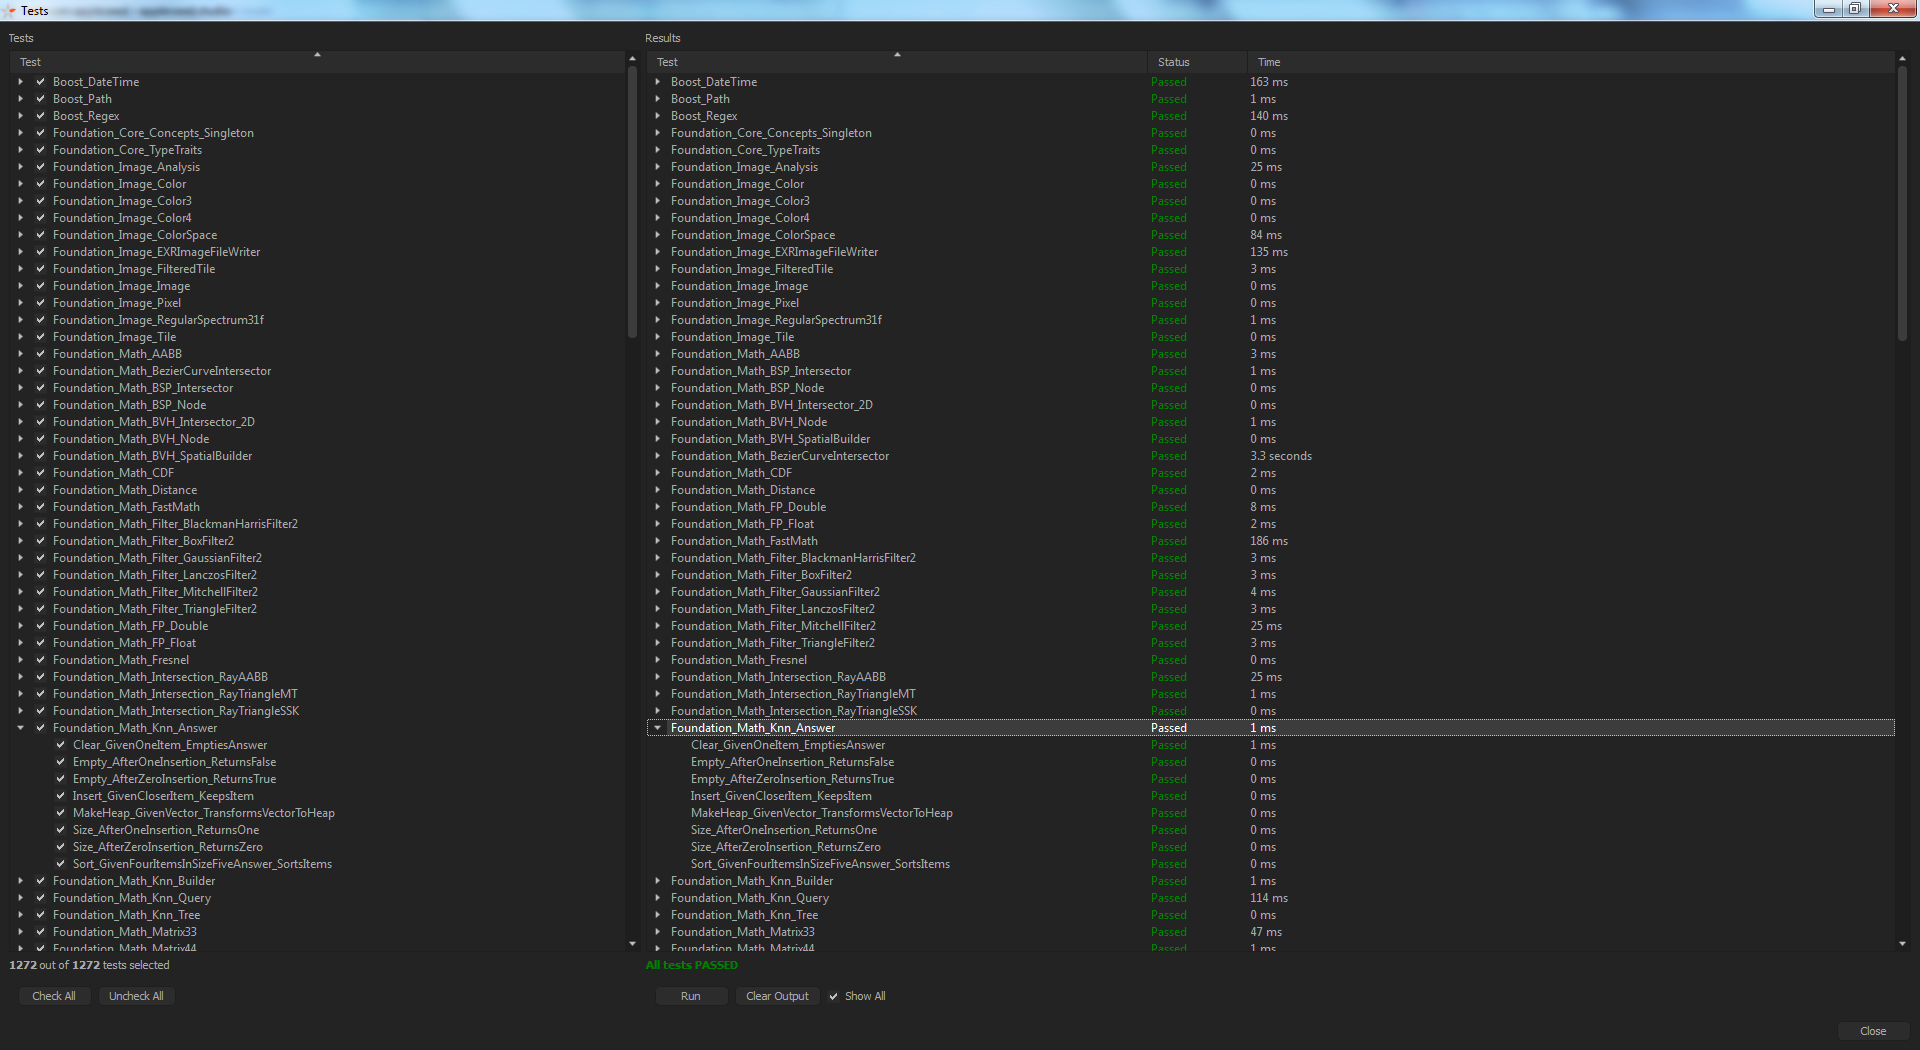 Tests
Tests
Test
Boost_DateTime
Boost_Path
Boost_Regex
Foundation_Core_Concepts_Singleton
Foundation_Core_TypeTraits
Foundation_Image_Analysis
Foundation_Image_Color
Foundation_Image_Color3
Foundation_Image_Color4
Foundation_Image_ColorSpace
Foundation_Image_EXRImageFileWriter
Foundation_Image_FilteredTile
Foundation_Image_Image
Foundation_Image_Pixel
Foundation_Image_RegularSpectrum31f
Foundation_Image_Tile
Foundation_Math_AABB
Foundation_Math_BezierCurveIntersector
Foundation_Math_BSP_Intersector
Foundation_Math_BSP_Node
Foundation_Math_BVH_Intersector_2D
Foundation_Math_BVH_Node
Foundation_Math_BVH_SpatialBuilder
Foundation_Math_CDF
Foundation_Math_Distance
Foundation_Math_FastMath
Foundation_Math_Filter_BlackmanHarrisFilter2
Foundation_Math_Filter_BoxFilter2
Foundation_Math_Filter_GaussianFilter2
Foundation_Math_Filter_LanczosFilter2
Foundation_Math_Filter_MitchellFilter2
Foundation_Math_Filter_TriangleFilter2
Foundation_Math_FP_Double
Foundation_Math_FP_Float
Foundation_Math_Fresnel
Foundation_Math_Intersection_RayAABB
Foundation_Math_Intersection_RayTriangleMT
Foundation_Math_Intersection_RayTriangleSSK
Foundation_Math_Knn_Answer
Clear_GivenOneItem_EmptiesAnswer
Empty_AfterOneInsertion_ReturnsFalse
Empty_AfterZeroInsertion_ReturnsTrue
Insert_GivenCloserItem_KeepsItem
MakeHeap_GivenVector_TransformsVectorToHeap
Size_AfterOneInsertion_ReturnsOne
Size_AfterZeroInsertion_ReturnsZero
Sort_GivenFourItemsInSizeFiveAnswer_SortsItems
Foundation_Math_Knn_Builder
Foundation_Math_Knn_Query
Foundation_Math_Knn_Tree
Foundation_Math_Matrix33
Foundation_Math_Matrix44
1272 out of 1272 tests selected
Check All Uncheck All
Results
Test Status Time
Boost_DateTime Passed 163 ms
Boost_Path Passed 1 ms
Boost_Regex Passed 140 ms
Foundation_Core_Concepts_Singleton Passed 0 ms
Foundation_Core_TypeTraits Passed 0 ms
Foundation_Image_Analysis Passed 25 ms
Foundation_Image_Color Passed 0 ms
Foundation_Image_Color3 Passed 0 ms
Foundation_Image_Color4 Passed 0 ms
Foundation_Image_ColorSpace Passed 84 ms
Foundation_Image_EXRImageFileWriter Passed 135 ms
Foundation_Image_FilteredTile Passed 3 ms
Foundation_Image_Image Passed 0 ms
Foundation_Image_Pixel Passed 0 ms
Foundation_Image_RegularSpectrum31f Passed 1 ms
Foundation_Image_Tile Passed 0 ms
Foundation_Math_AABB Passed 3 ms
Foundation_Math_BSP_Intersector Passed 1 ms
Foundation_Math_BSP_Node Passed 0 ms
Foundation_Math_BVH_Intersector_2D Passed 0 ms
Foundation_Math_BVH_Node Passed 1 ms
Foundation_Math_BVH_SpatialBuilder Passed 0 ms
Foundation_Math_BezierCurveIntersector Passed 3.3 seconds
Foundation_Math_CDF Passed 2 ms
Foundation_Math_Distance Passed 0 ms
Foundation_Math_FP_Double Passed 8 ms
Foundation_Math_FP_Float Passed 2 ms
Foundation_Math_FastMath Passed 186 ms
Foundation_Math_Filter_BlackmanHarrisFilter2 Passed 3 ms
Foundation_Math_Filter_BoxFilter2 Passed 3 ms
Foundation_Math_Filter_GaussianFilter2 Passed 4 ms
Foundation_Math_Filter_LanczosFilter2 Passed 3 ms
Foundation_Math_Filter_MitchellFilter2 Passed 25 ms
Foundation_Math_Filter_TriangleFilter2 Passed 3 ms
Foundation_Math_Fresnel Passed 0 ms
Foundation_Math_Intersection_RayAABB Passed 25 ms
Foundation_Math_Intersection_RayTriangleMT Passed 1 ms
Foundation_Math_Intersection_RayTriangleSSK Passed 0 ms
Foundation_Math_Knn_Answer Passed 1 ms
Clear_GivenOneItem_EmptiesAnswer Passed 1 ms
Empty_AfterOneInsertion_ReturnsFalse Passed 0 ms
Empty_AfterZeroInsertion_ReturnsTrue Passed 0 ms
Insert_GivenCloserItem_KeepsItem Passed 0 ms
MakeHeap_GivenVector_TransformsVectorToHeap Passed 0 ms
Size_AfterOneInsertion_ReturnsOne Passed 0 ms
Size_AfterZeroInsertion_ReturnsZero Passed 0 ms
Sort_GivenFourItemsInSizeFiveAnswer_SortsItems Passed 0 ms
Foundation_Math_Knn_Builder Passed 1 ms
Foundation_Math_Knn_Query Passed 114 ms
Foundation_Math_Knn_Tree Passed 0 ms
Foundation_Math_Matrix33 Passed 47 ms
Foundation_Math_Matrix44 Passed 1 ms
All tests PASSED
Run Clear Output Show All
Close